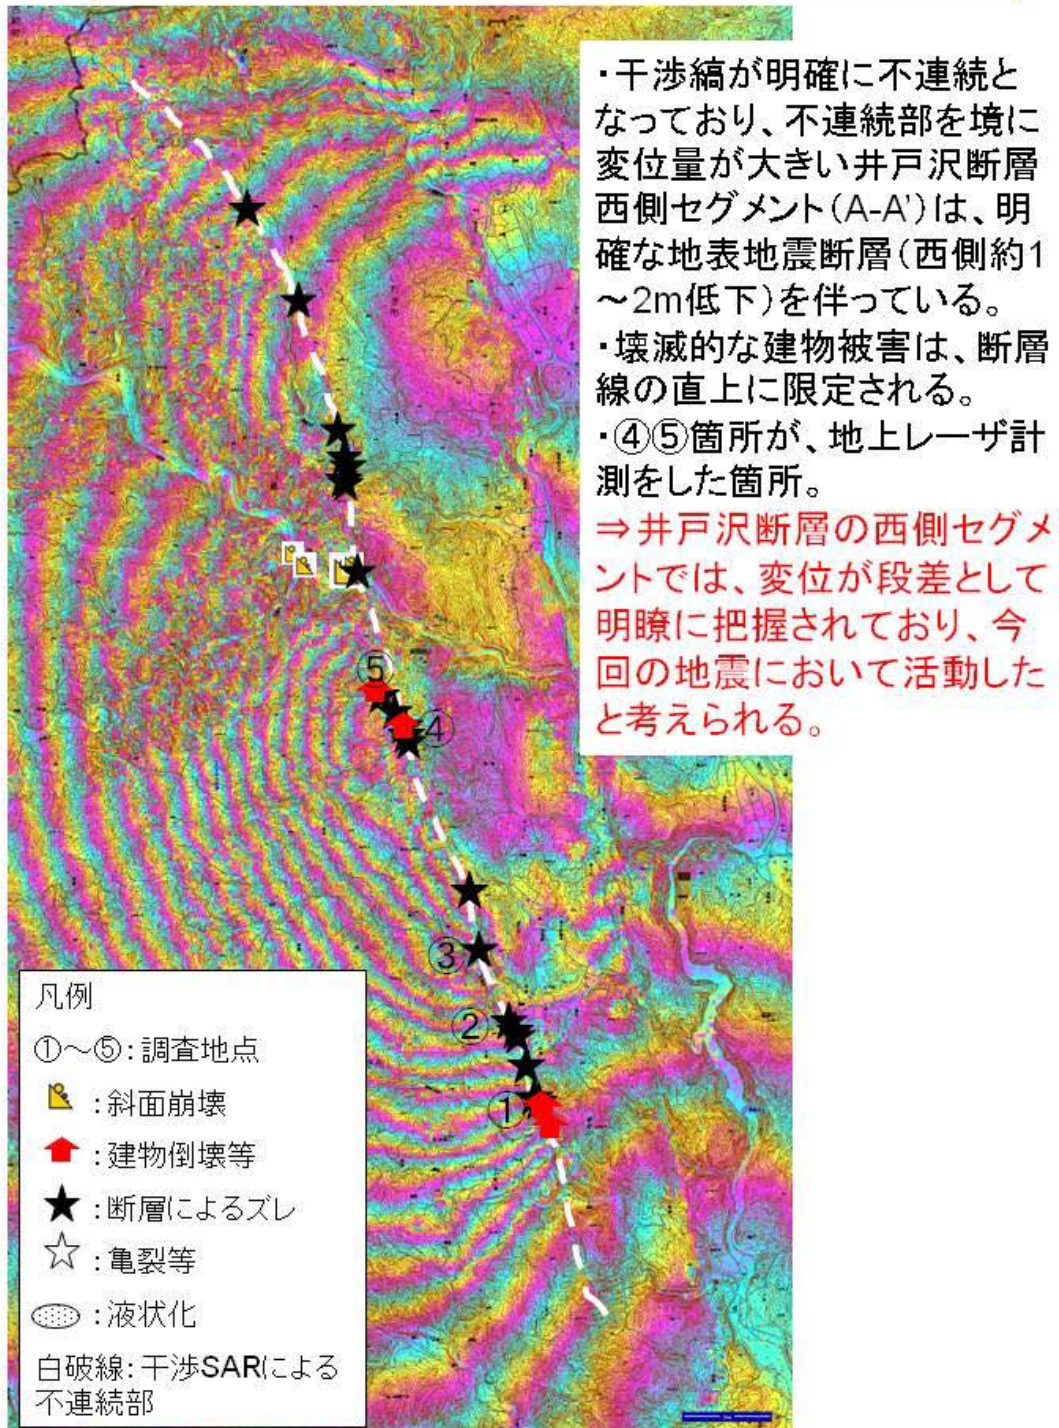 ・干渉縞が明確に不連続と
なっており、不連続部を境に
変位量が大きい井戸沢断層
西側セグメント(A-A')は、明
確な地表地震断層(西側約1
～2m低下)を伴っている。
・壊滅的な建物被害は、断層
線の直上に限定される。
・④⑤箇所が、地上レーザ計
測をした箇所。
⇒井戸沢断層の西側セグメ
ントでは、変位が段差として
明瞭に把握されており、今
回の地震において活動した
と考えられる。
⑤
④
③
②
①
凡例
①～⑤:調査地点
:斜面崩壊
:建物倒壊等
:断層によるズレ
:亀裂等
:液状化
白破線:干渉SARによる
不連続部